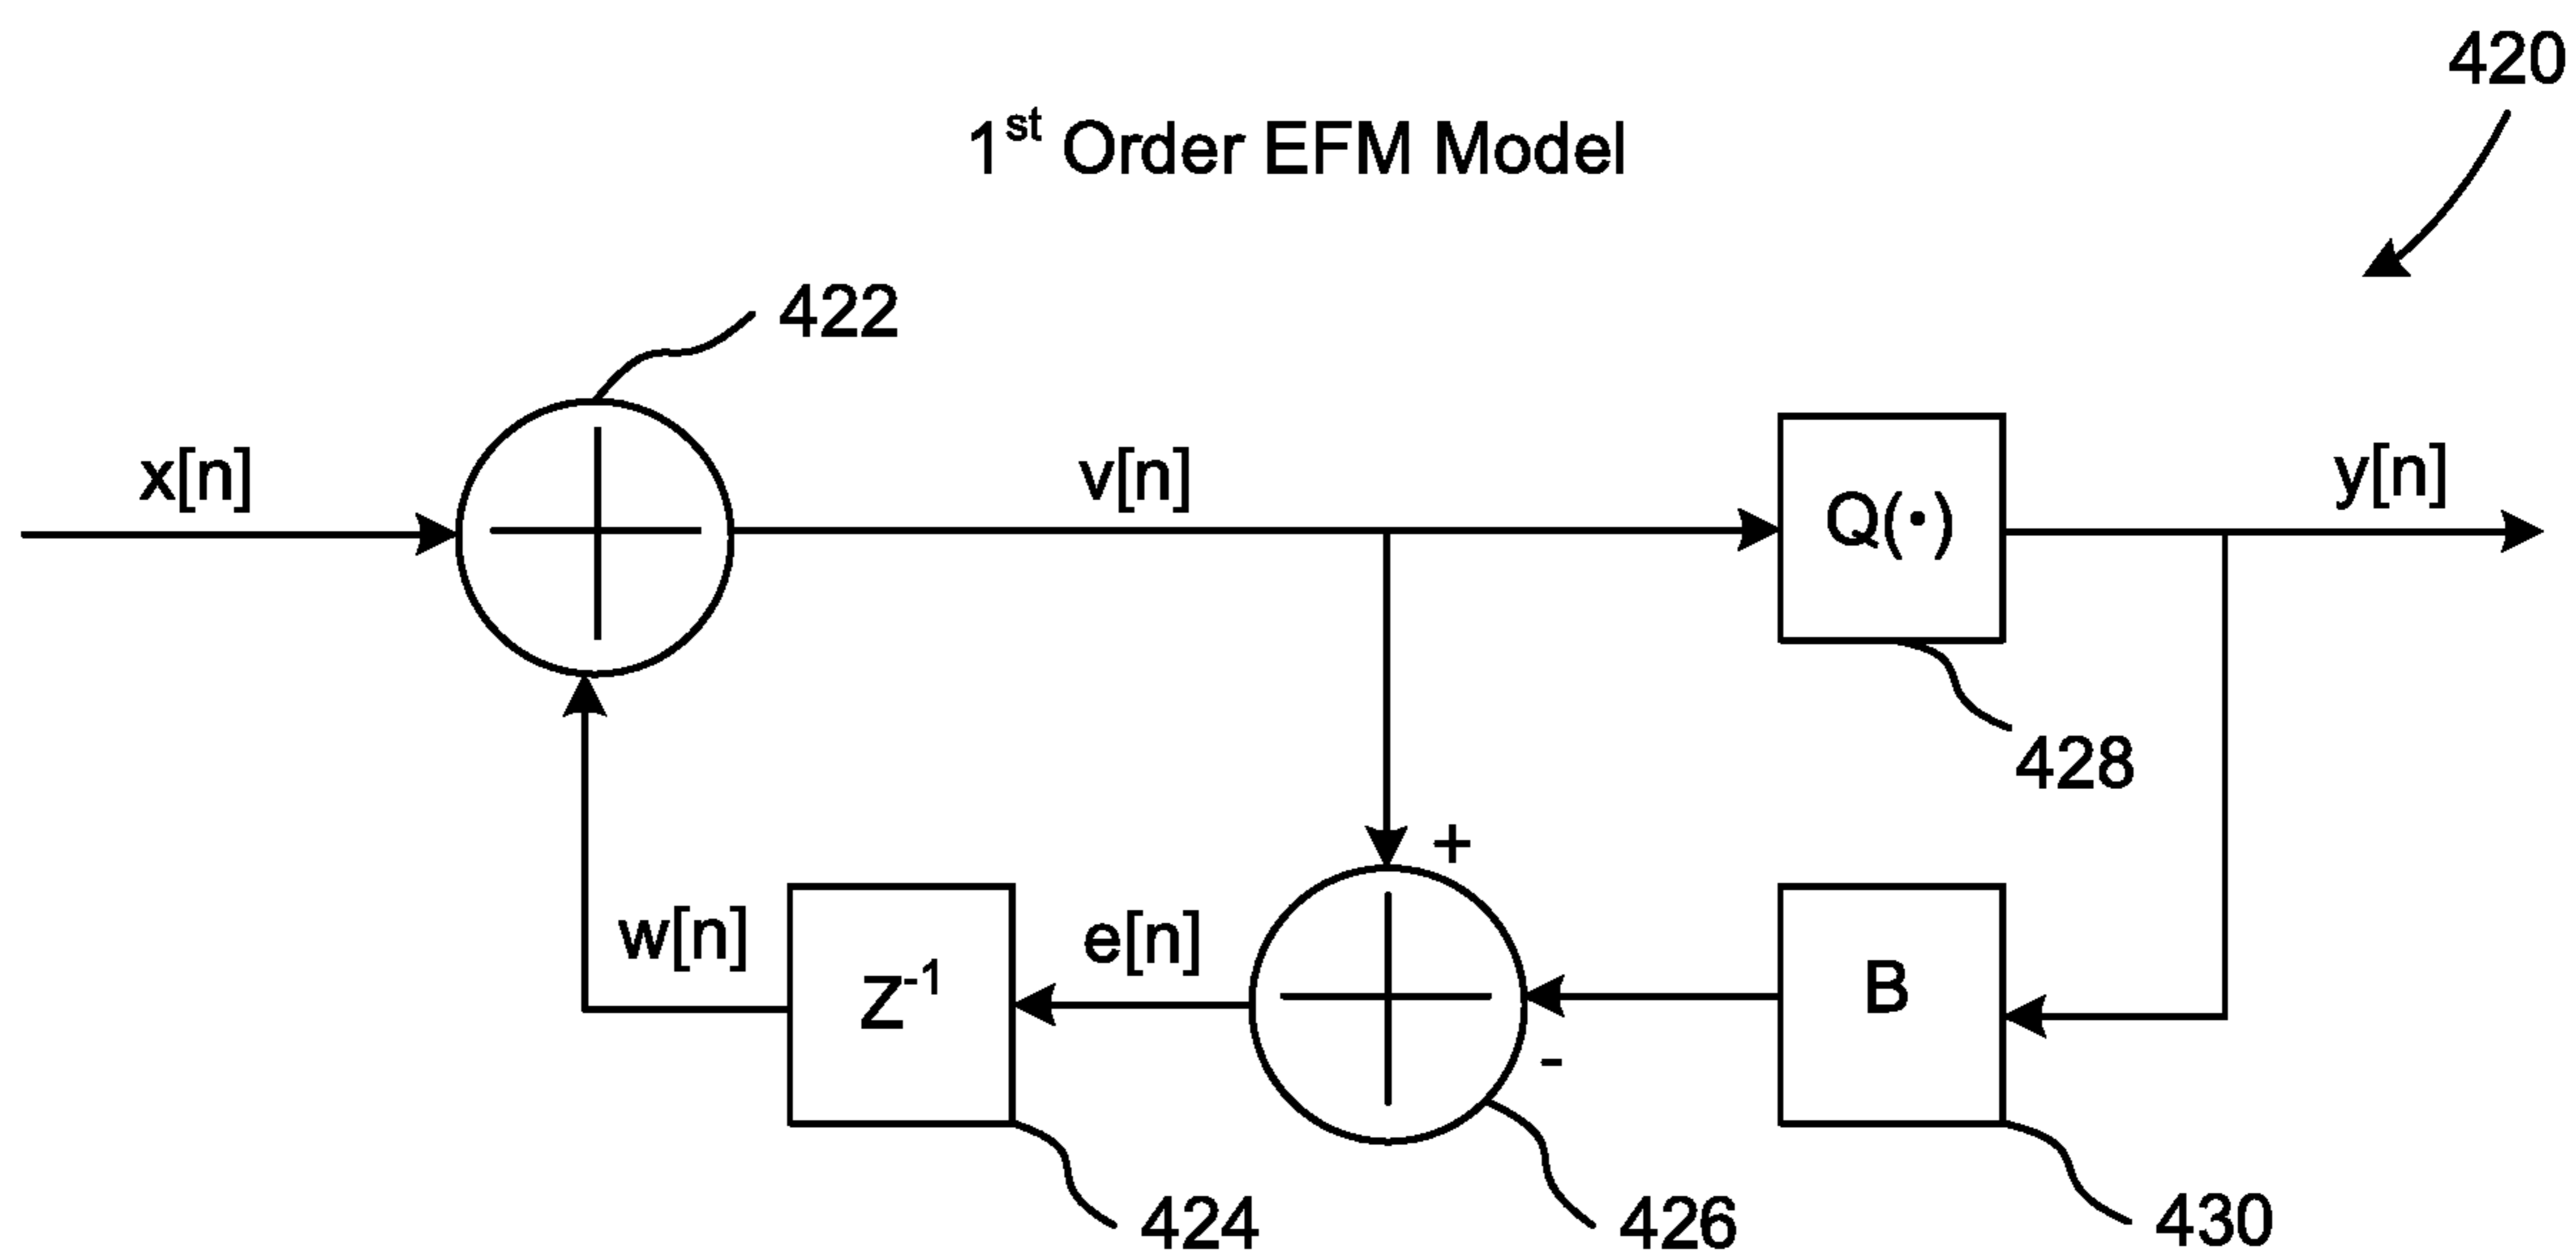 420
1st Order EFM Model
422
x[n]
v[n]
Q(·)
y[n]
428
+
w[n]
Z-1
e[n]
-
B
424
426
430